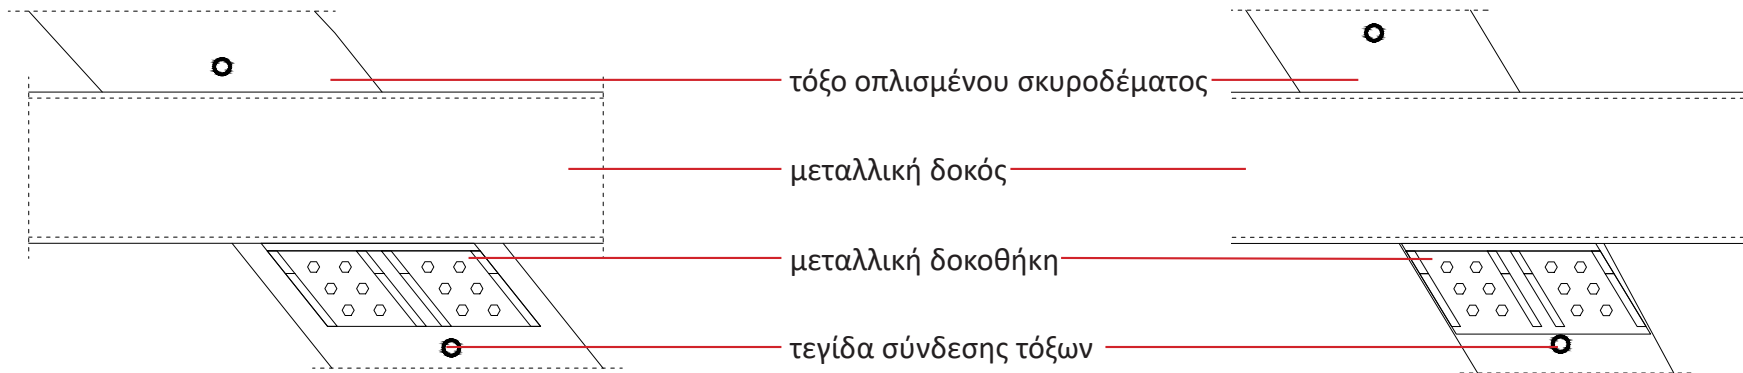 τόξο οπλισμένου σκυροδέματος
μεταλλική δοκός
μεταλλική δοκοθήκη
τεγίδα σύνδεσης τόξων